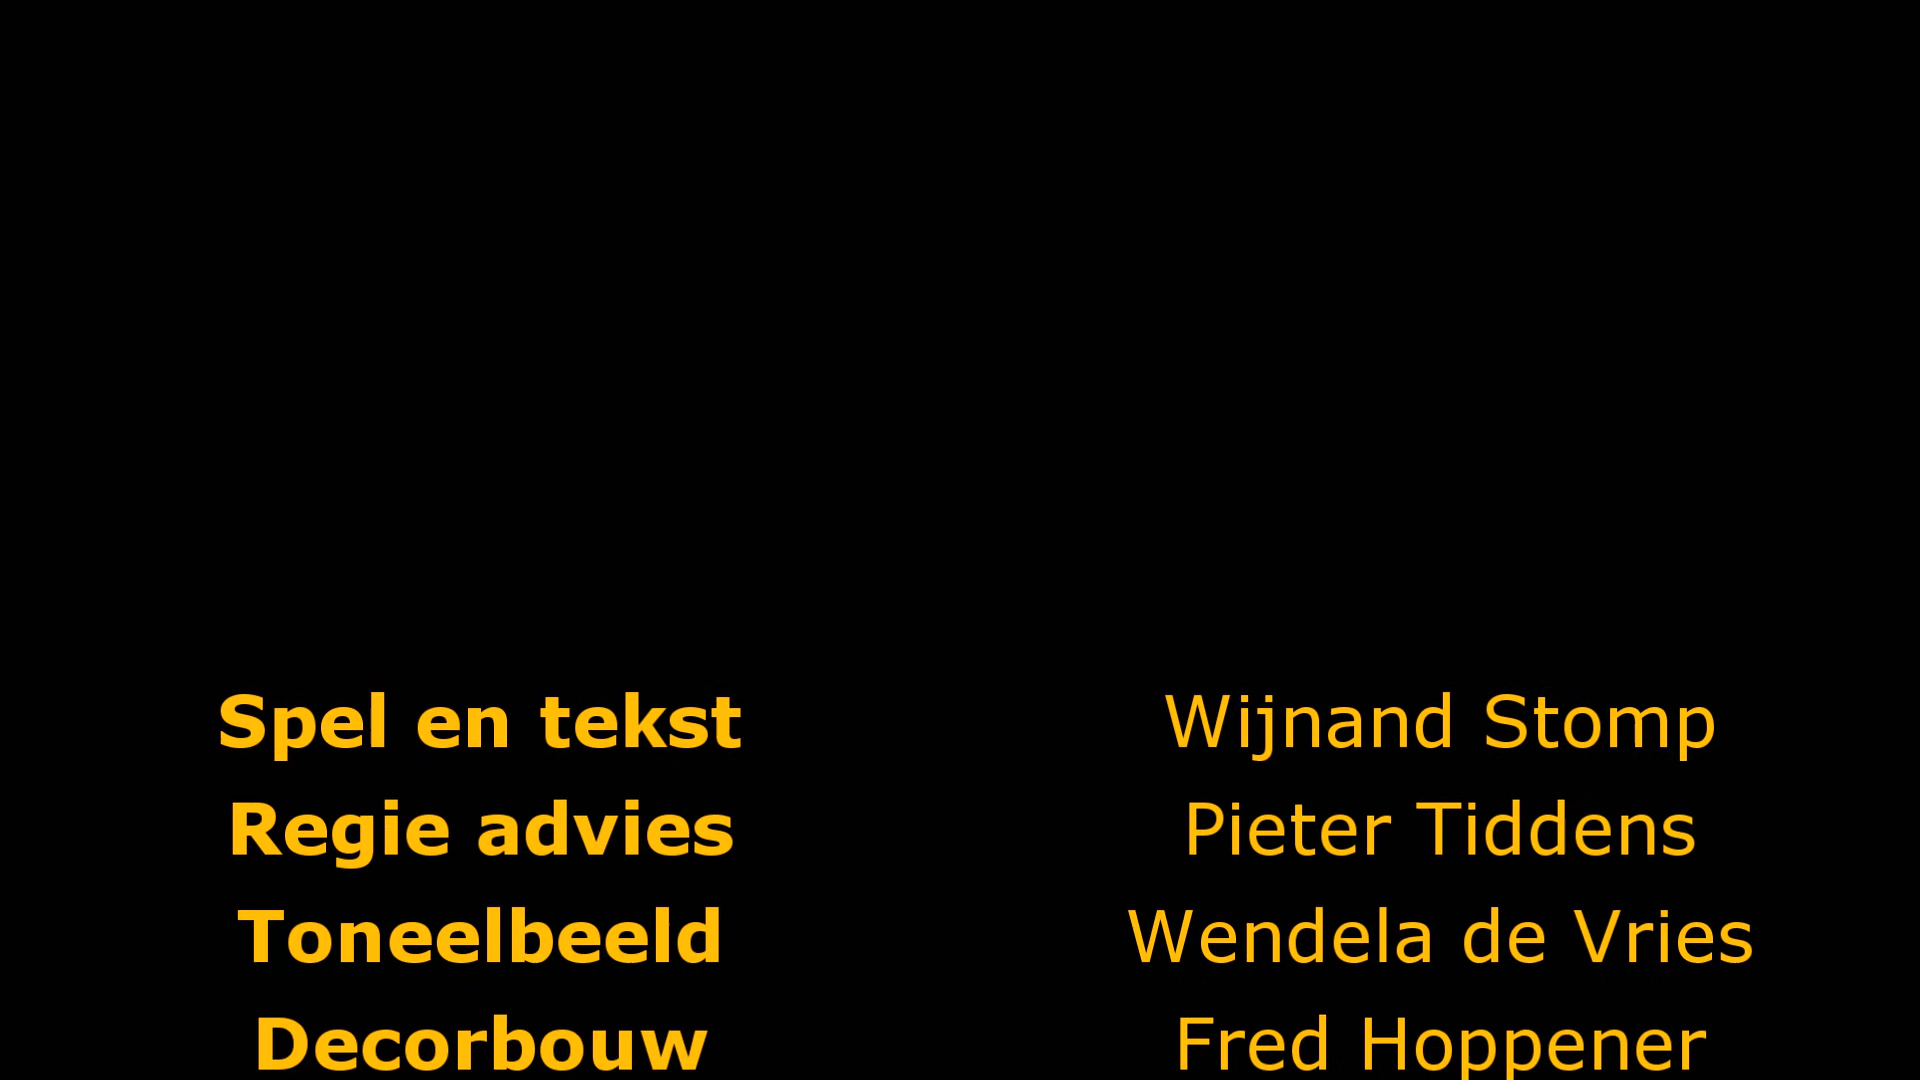 Spel en tekst Wijnand Stomp
Regie advies Pieter Tiddens
Toneelbeeld Wendela de Vries
Decorbouw Fred Hoppener